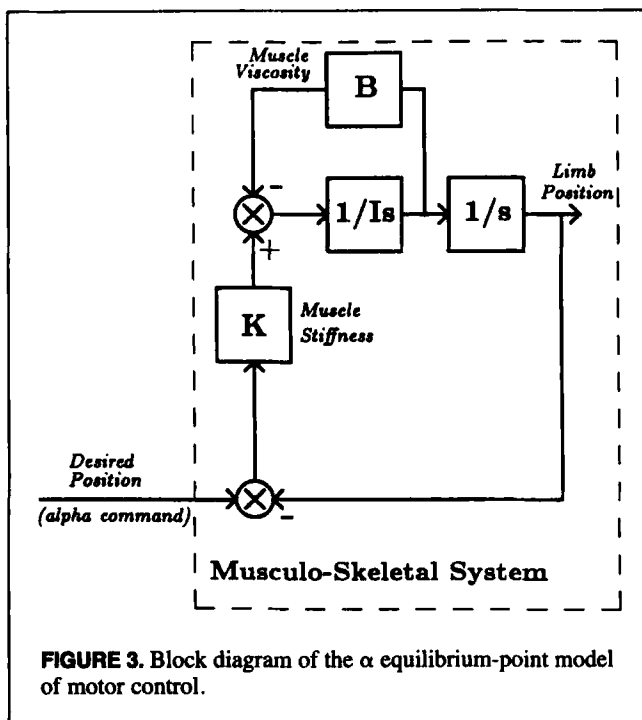 Muscle
Viscosity
B
-
Limb
Position
1/Is
1/s
+
K
Muscle
Stiffness
Desired
Position
(alpha command)
-
Musculo-Skeletal System
FIGURE 3. Block diagram of the α equilibrium-point model
of motor control.